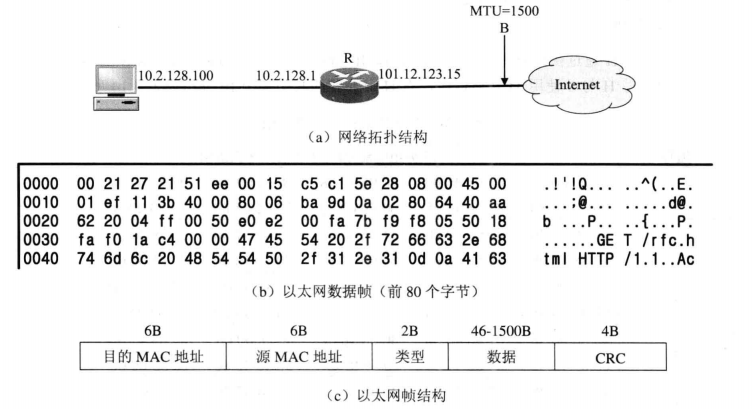 MTU=1500
B
R
10.2.128.100
10.2.128.1
101.12.123.15
Internet
（a）网络拓扑结构
0000 00 21 27 21 51 ee 00 15 c5 c1 5e 28 08 00 45 00 .!'!Q... ..^(..E.
0010 01 ef 11 3b 40 00 80 06 ba 9d 0a 02 80 64 40 aa ...;@... .....d@.
0020 62 20 04 ff 00 50 e0 e2 00 fa 7b f9 f8 05 50 18 b ...P.. ..{...P.
0030 fa f0 1a c4 00 00 47 45 54 20 2f 72 66 63 2e 68 ......GE T /rfc.h
0040 74 6d 6c 20 48 54 54 50 2f 31 2e 31 0d 0a 41 63 tml HTTP /1.1..Ac
（b）以太网数据帧（前 80 个字节）
6B 6B 2B 46-1500B 4B
目的 MAC 地址 源 MAC 地址 类型 数据 CRC
（c）以太网帧结构